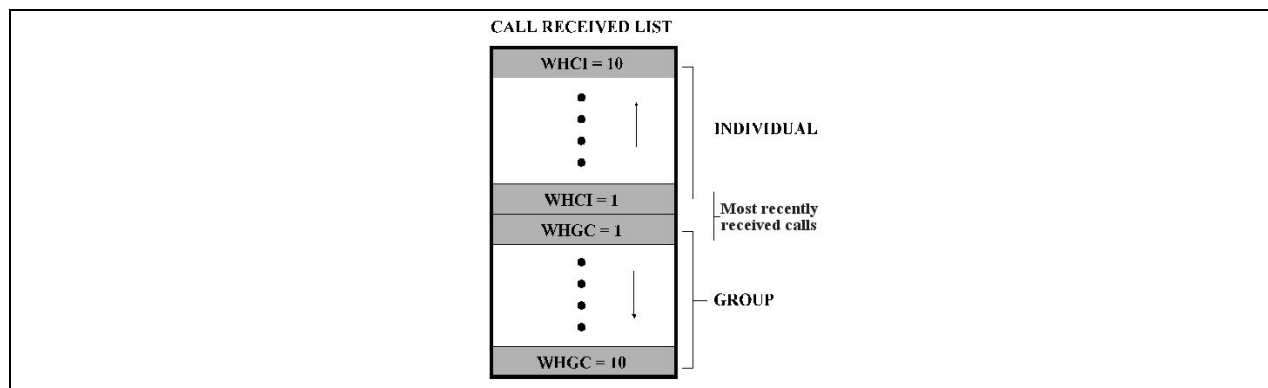 CALL RECEIVED LIST
WHCI = 10
INDIVIDUAL
WHCI = 1
Most recently
received calls
WHGC = 1
GROUP
WHGC = 10